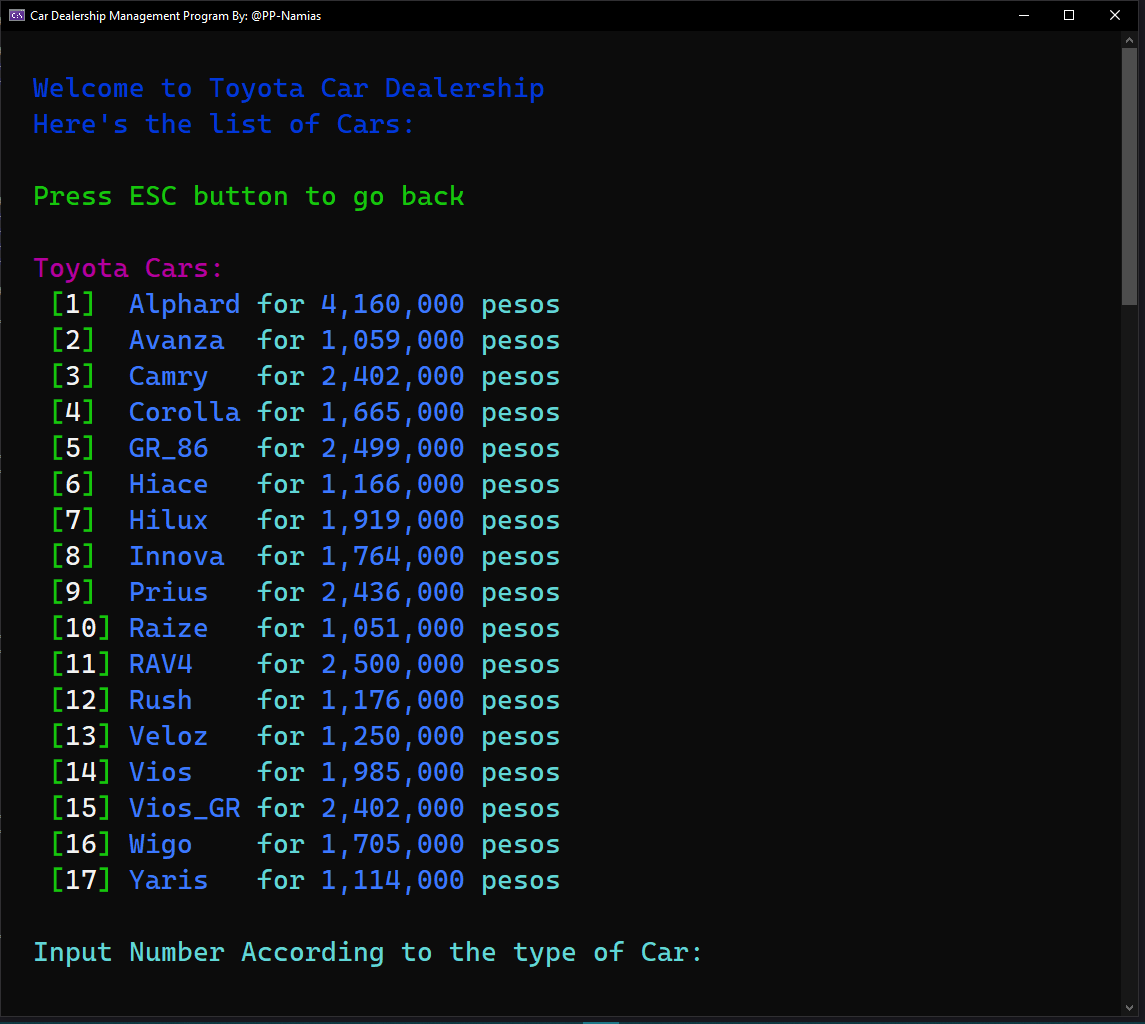 Car Dealership Management Program By: @PP-Namias
Welcome to Toyota Car Dealership
Here's the list of Cars:
Press ESC button to go back
Toyota Cars:
[1] Alphard for 4,160,000 pesos
[2] Avanza for 1,059,000 pesos
[3] Camry for 2,402,000 pesos
[4] Corolla for 1,665,000 pesos
[5] GR_86 for 2,499,000 pesos
[6] Hiace for 1,166,000 pesos
[7] Hilux for 1,919,000 pesos
[8] Innova for 1,764,000 pesos
[9] Prius for 2,436,000 pesos
[10] Raize for 1,051,000 pesos
[11] RAV4 for 2,500,000 pesos
[12] Rush for 1,176,000 pesos
[13] Veloz for 1,250,000 pesos
[14] Vios for 1,985,000 pesos
[15] Vios_GR for 2,402,000 pesos
[16] Wigo for 1,705,000 pesos
[17] Yaris for 1,114,000 pesos
Input Number According to the type of Car: